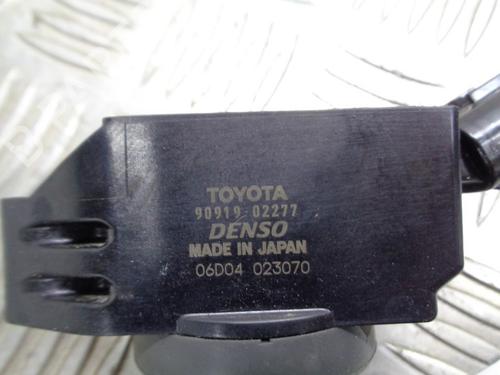 TOYOTA
90919 02277
DENSO
MADE IN JAPAN
06D04 023070